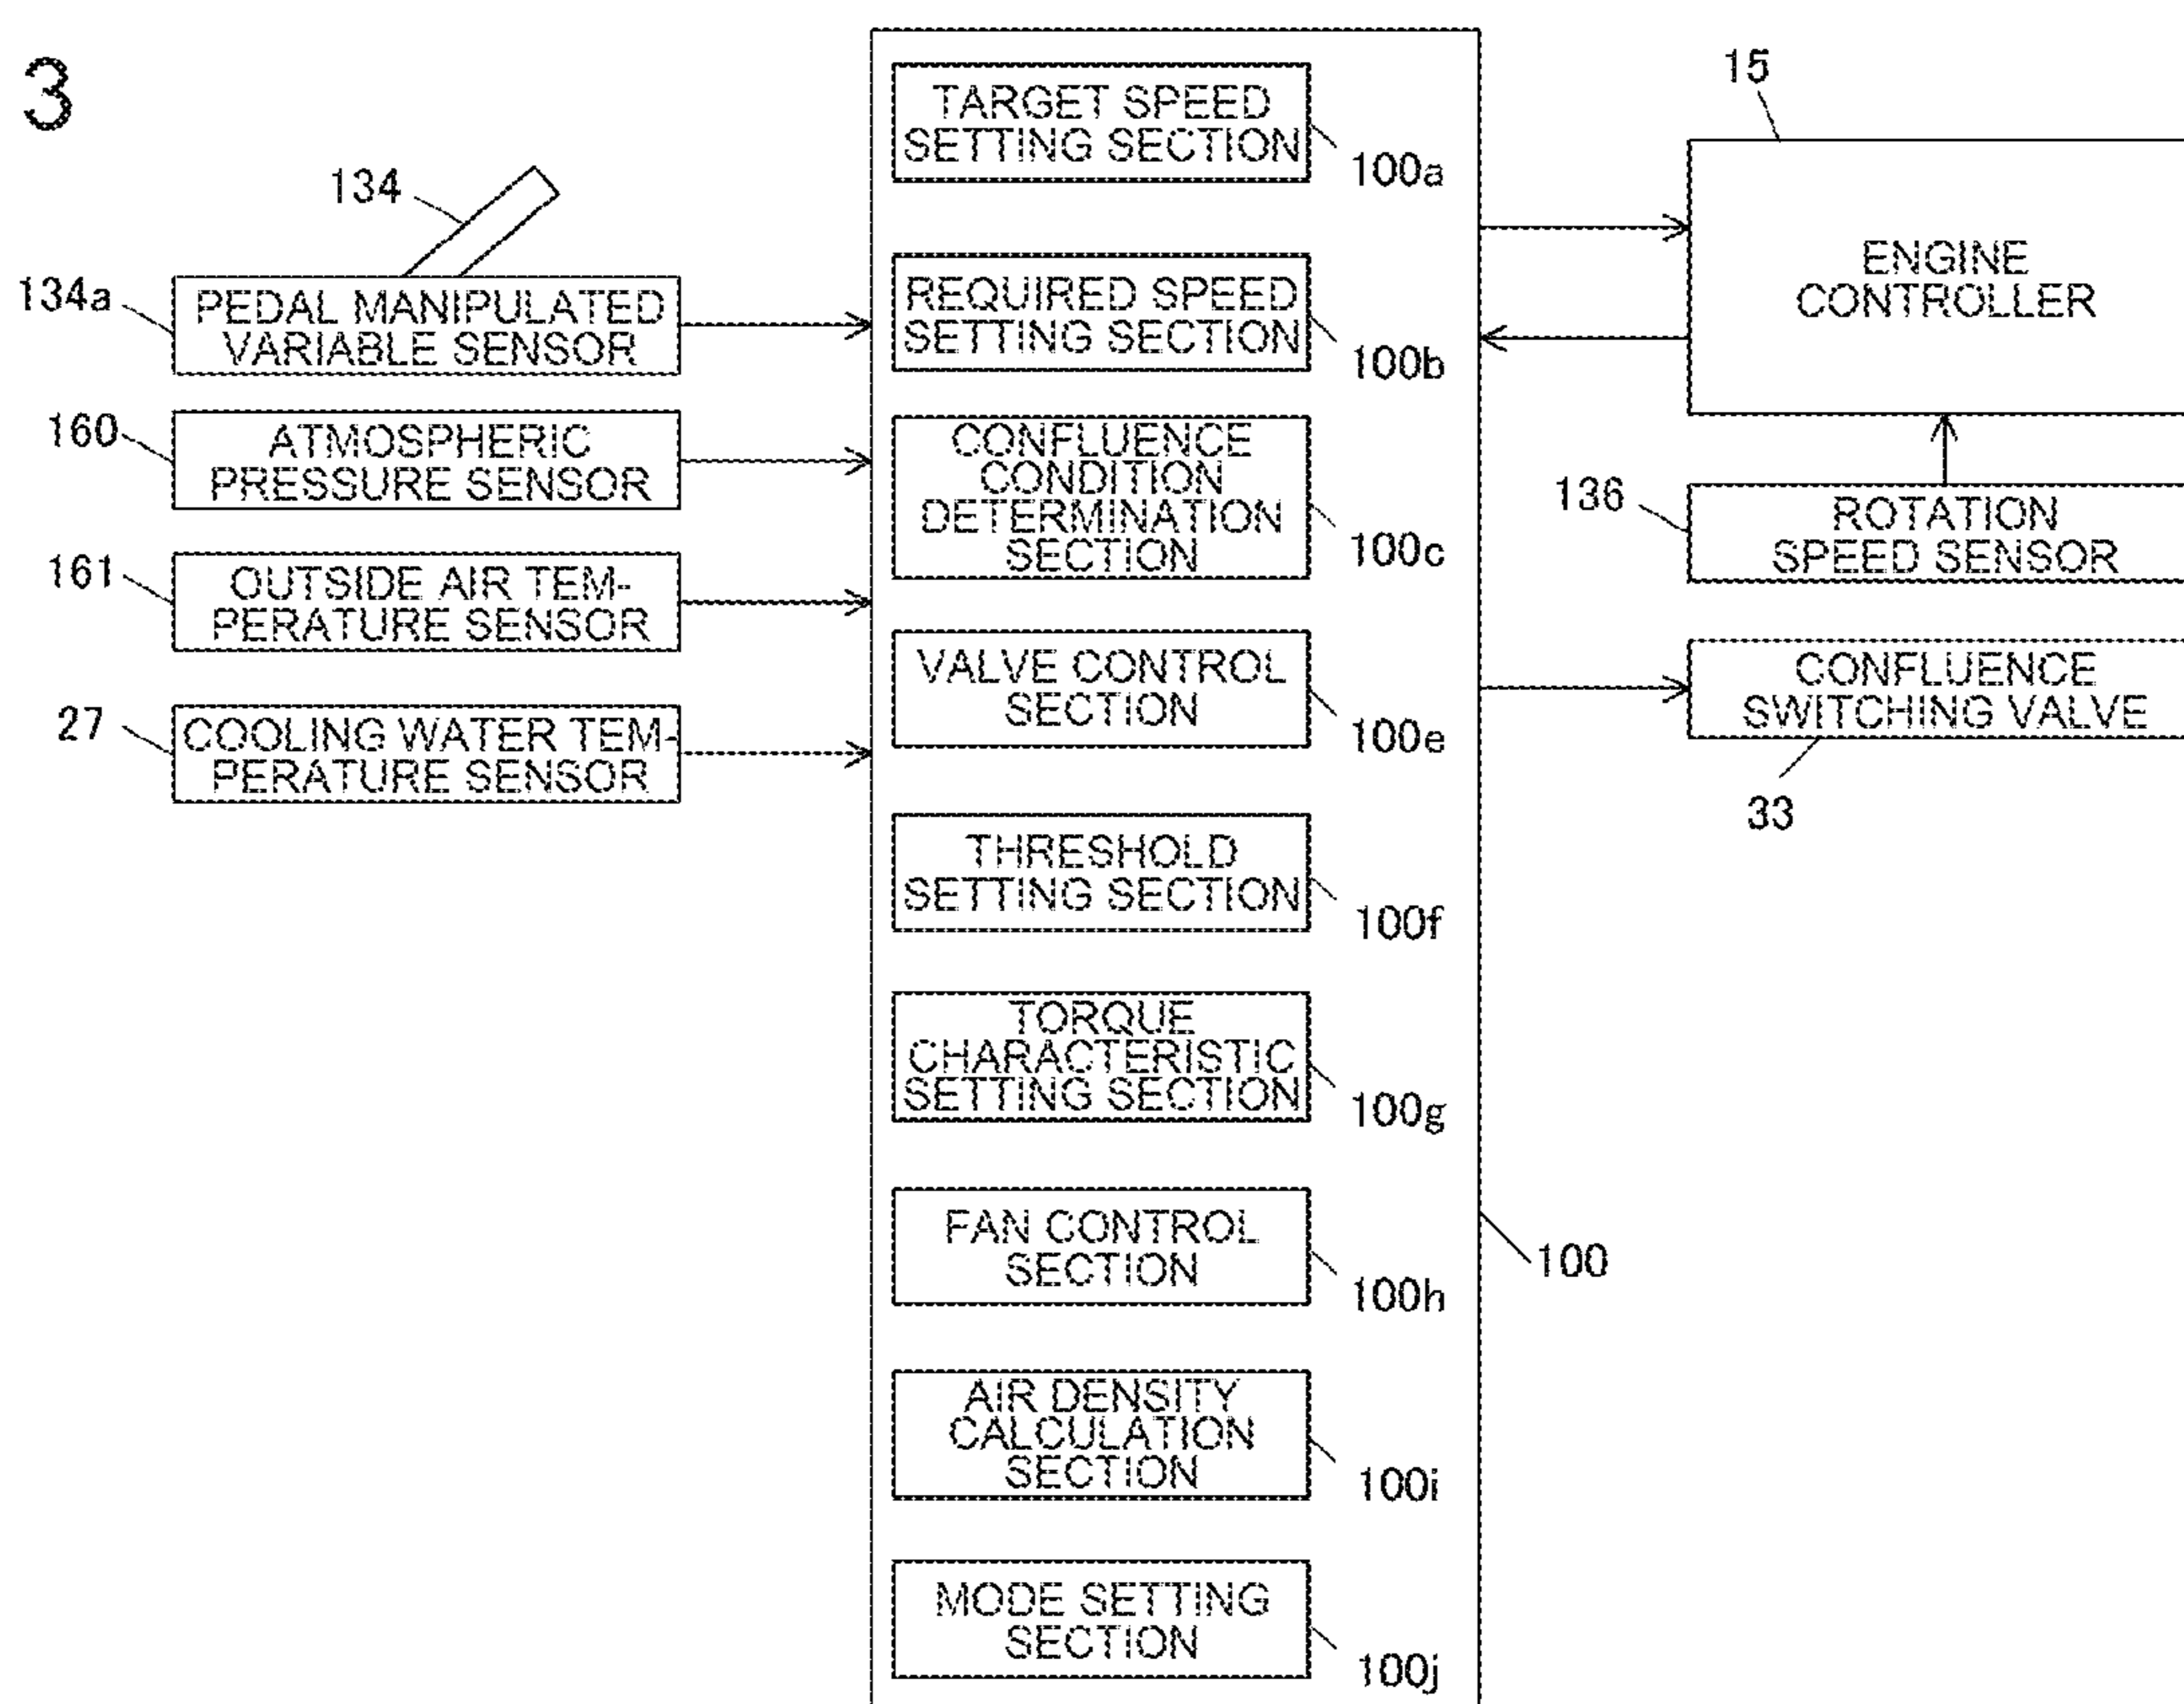 3
134
134a
PEDAL MANIPULATED
VARIABLE SENSOR
160
ATMOSPHERIC
PRESSURE SENSOR
161
OUTSIDE AIR TEM-
PERATURE SENSOR
27
COOLING WATER TEM-
PERATURE SENSOR
TARGET SPEED
SETTING SECTION
100a
REQUIRED SPEED
SETTING SECTION
100b
CONFLUENCE
CONDITION
DETERMINATION
SECTION
100c
VALVE CONTROL
SECTION
100e
THRESHOLD
SETTING SECTION
100f
TORQUE
CHARACTERISTIC
SETTING SECTION
100g
FAN CONTROL
SECTION
100h
AIR DENSITY
CALCULATION
SECTION
100i
MODE SETTING
SECTION
100j
100
15
ENGINE
CONTROLLER
136
ROTATION
SPEED SENSOR
CONFLUENCE
SWITCHING VALVE
33